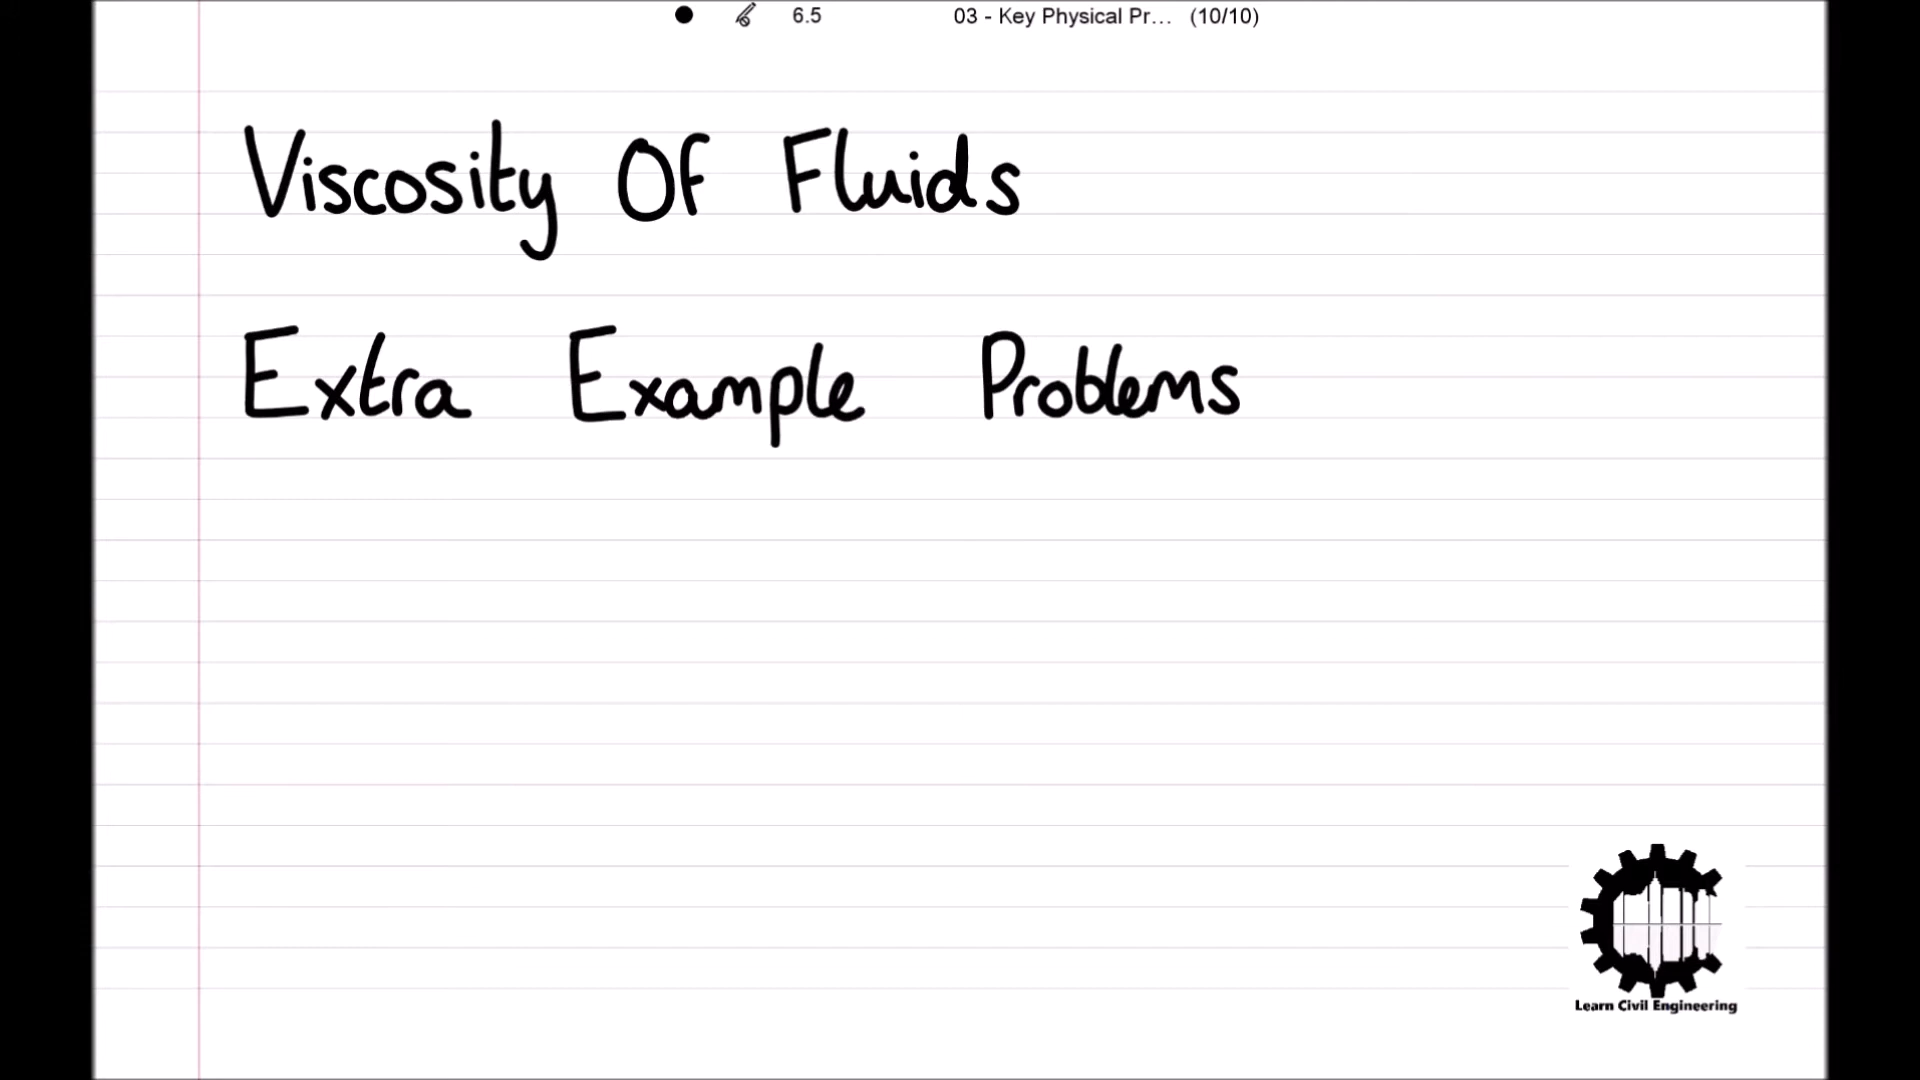 6.5 03 - Key Physical Pr... (10/10)
Viscosity Of Fluids
Extra Example Problems
Learn Civil Engineering